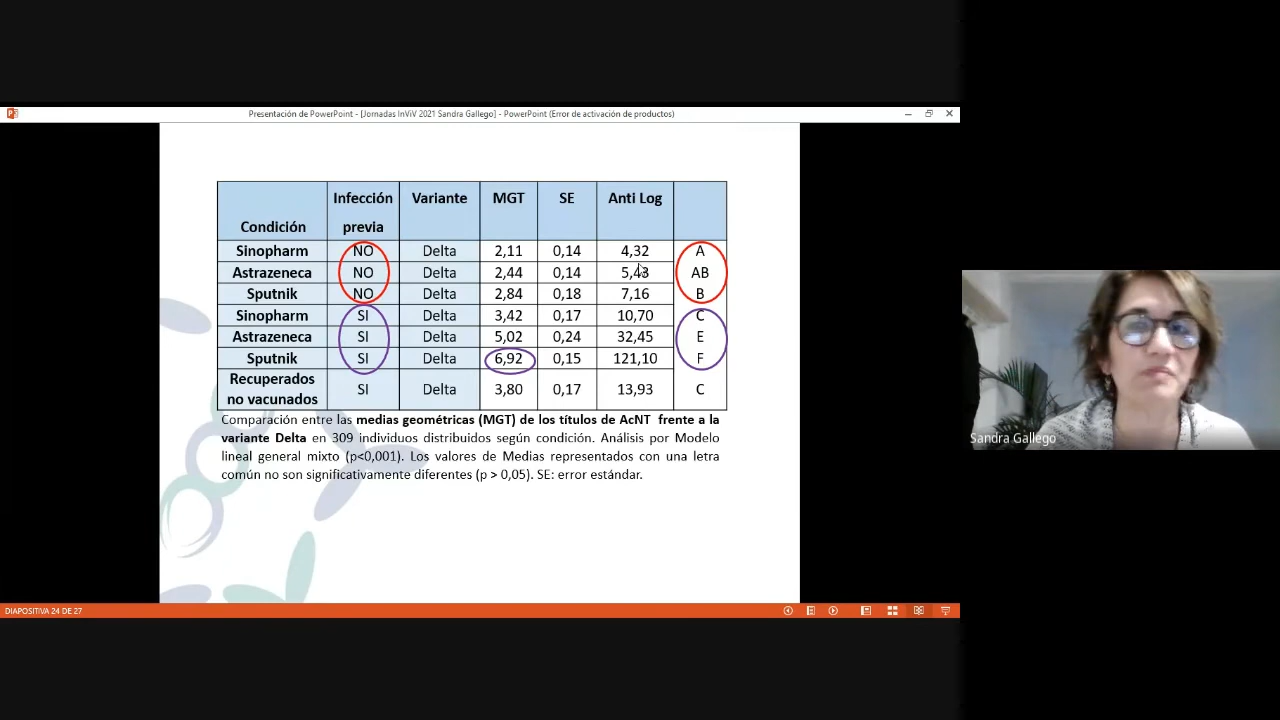 Presentación de PowerPoint - [Jornadas InViV 2021 Sandra Gallego] - PowerPoint (Error de activación de productos)
Condición Infección previa Variante MGT SE Anti Log
Sinopharm NO Delta 2,11 0,14 4,32 A
Astrazeneca NO Delta 2,44 0,14 5,43 AB
Sputnik NO Delta 2,84 0,18 7,16 B
Sinopharm SI Delta 3,42 0,17 10,70 C
Astrazeneca SI Delta 5,02 0,24 32,45 E
Sputnik SI Delta 6,92 0,15 121,10 F
Recuperados no vacunados SI Delta 3,80 0,17 13,93 C
Comparación entre las medias geométricas (MGT) de los títulos de AcNT frente a la
variante Delta en 309 individuos distribuidos según condición. Análisis por Modelo
lineal general mixto (p<0,001). Los valores de Medias representados con una letra
común no son significativamente diferentes (p > 0,05). SE: error estándar.
Sandra Gallego
DIAPOSITIVA 24 DE 27